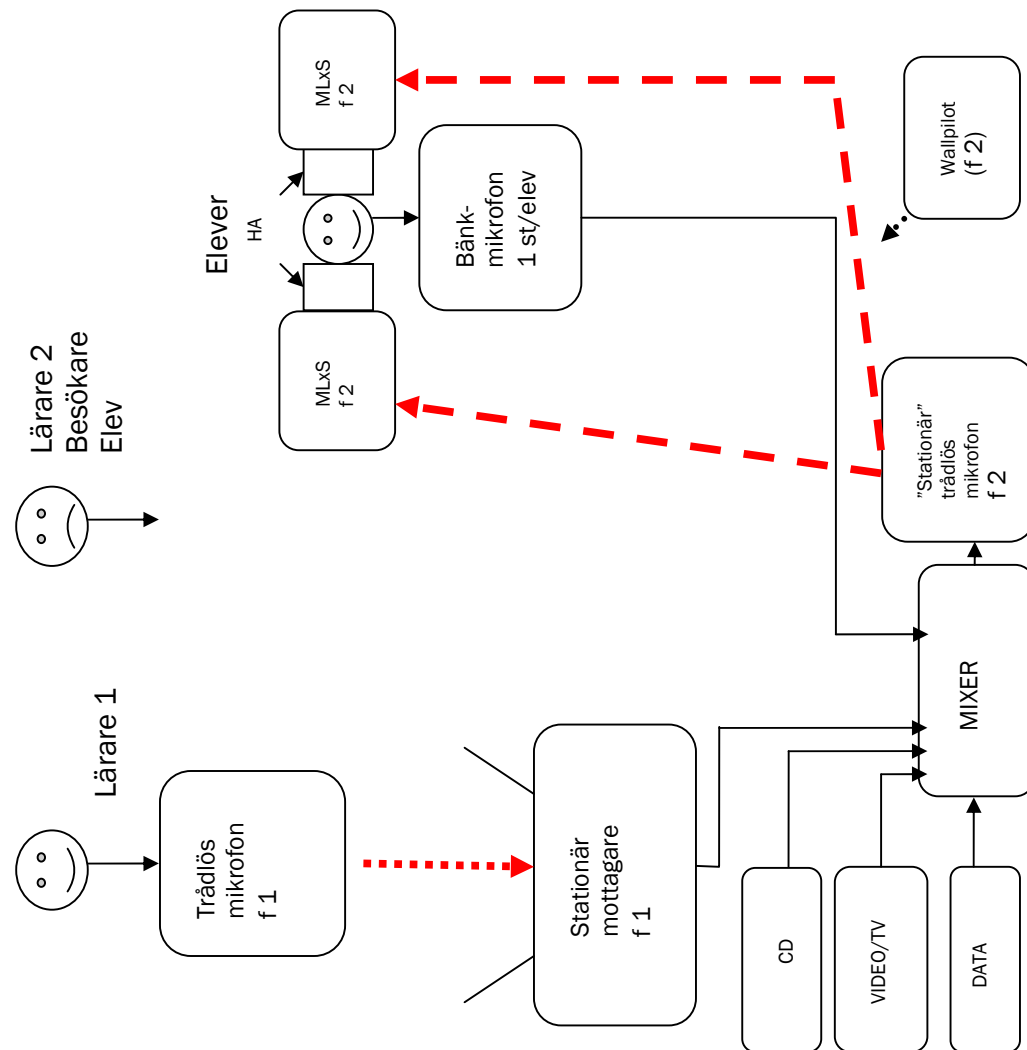 Lärare 1
Trådlös
mikrofon
f 1
Stationär
mottagare
f 1
CD
VIDEO/TV
DATA
MIXER
Lärare 2
Besökare
Elev
Elever
HA
MLxS
f 2
MLxS
f 2
Bänk-
mikrofon
1 st/elev
”Stationär”
trådlös
mikrofon
f 2
Wallpilot
(f 2)